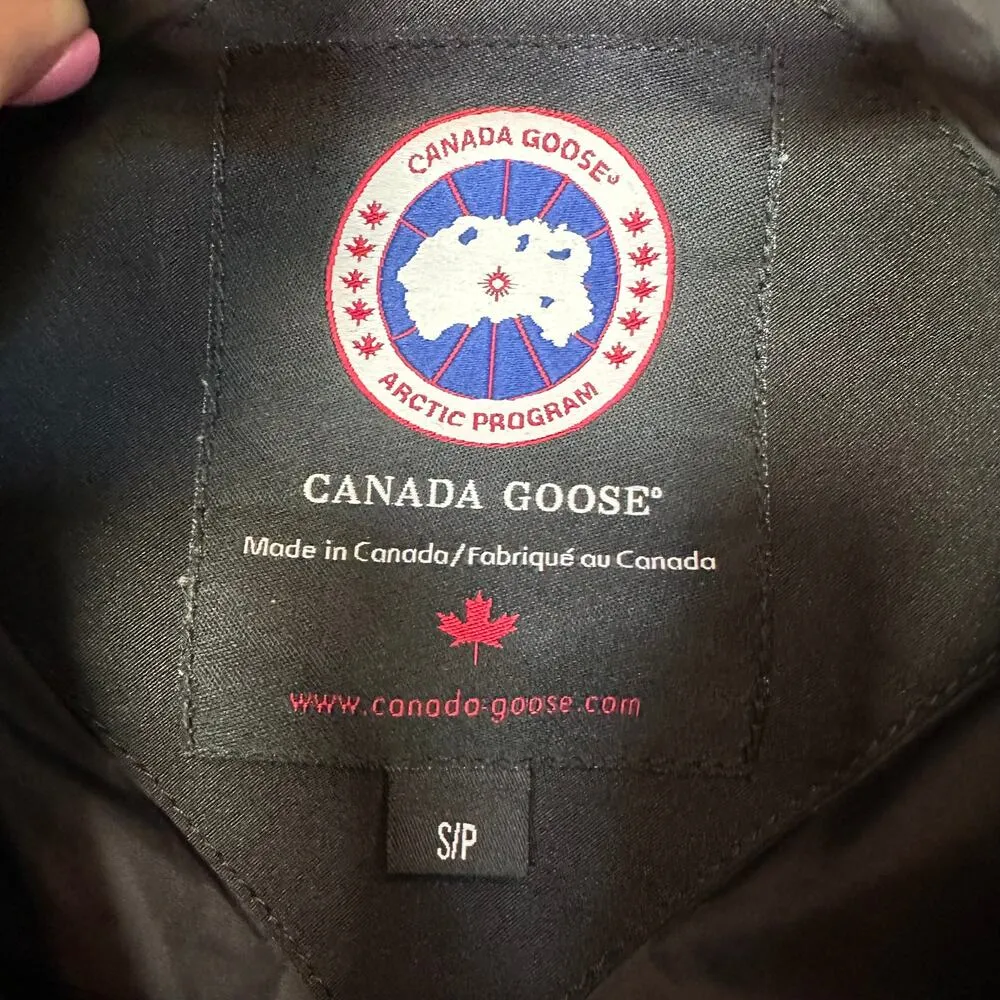 CANADA GOOSE®
ARCTIC PROGRAM
CANADA GOOSE®
Made in Canada/Fabriqué au Canada
www.canada-goose.com
S/P